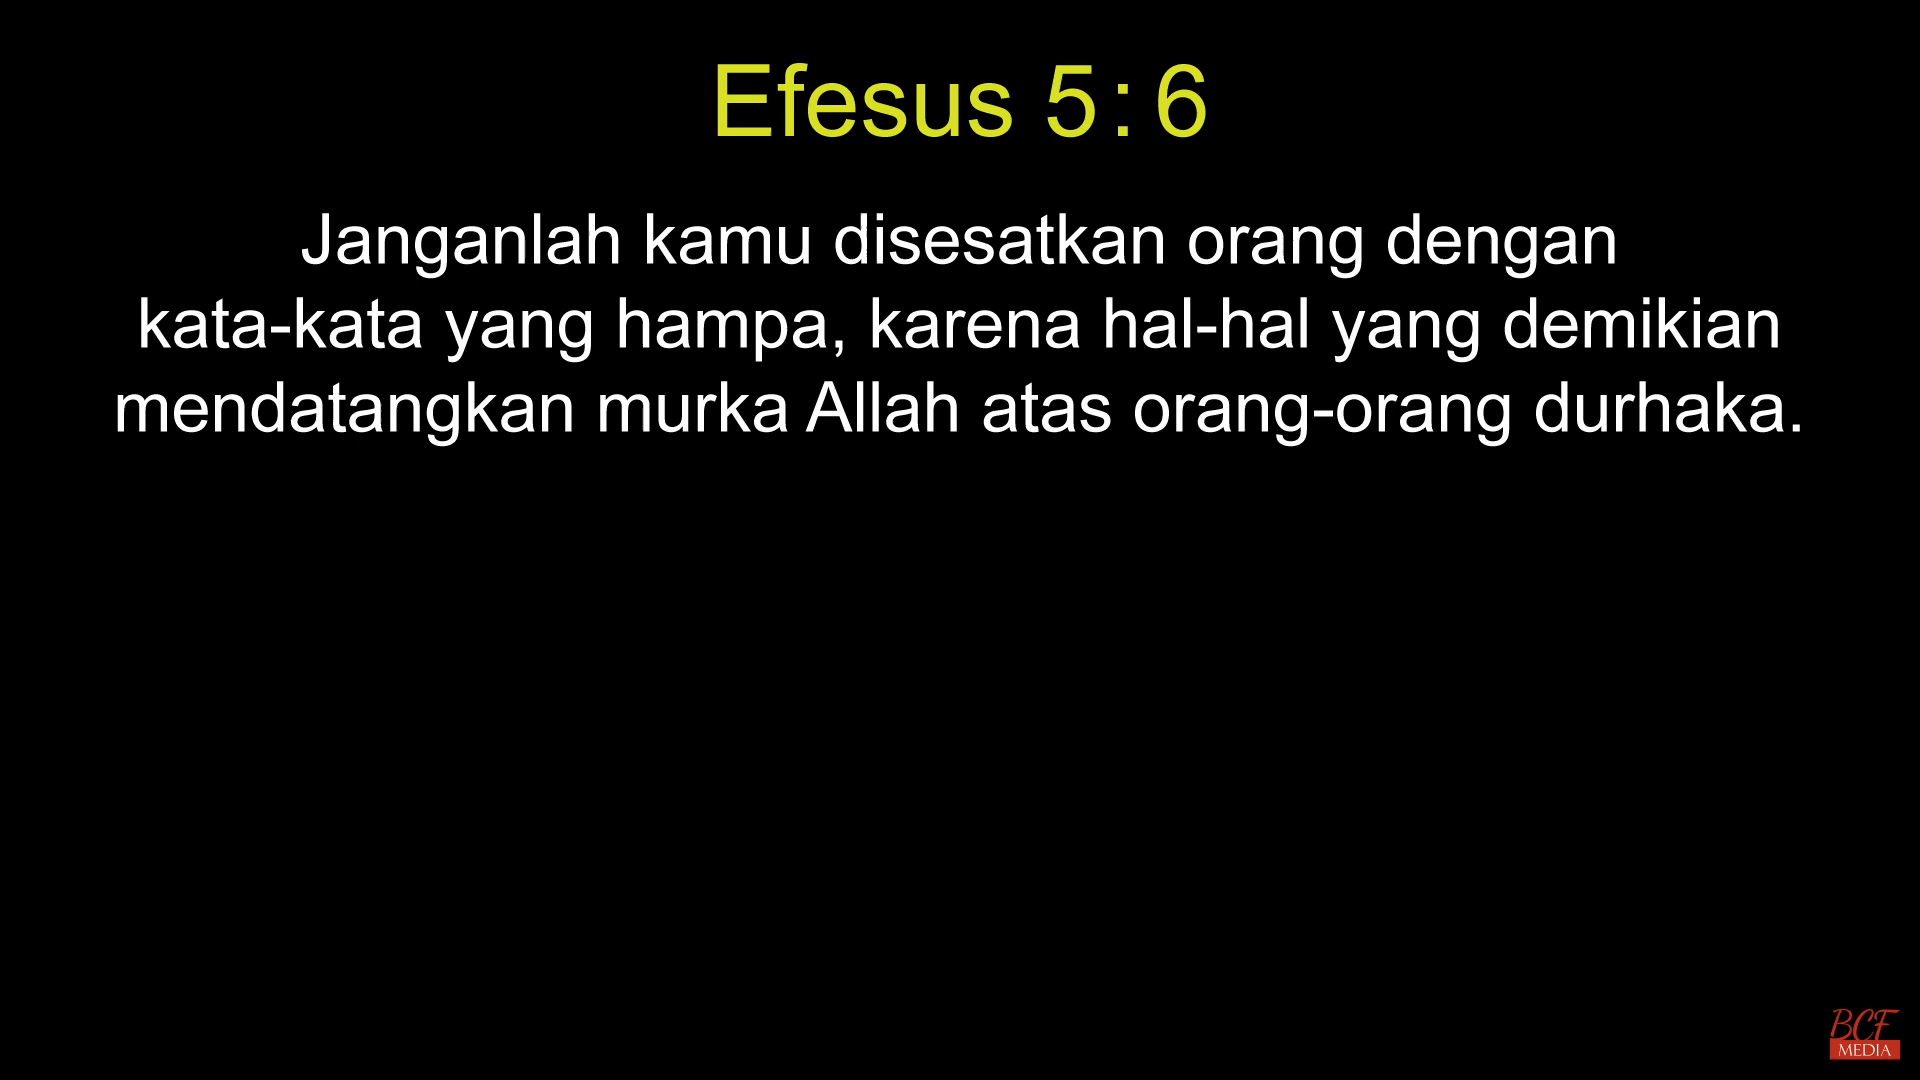 Efesus 5:6
Janganlah kamu disesatkan orang dengan
kata-kata yang hampa, karena hal-hal yang demikian
mendatangkan murka Allah atas orang-orang durhaka.
BCF
MEDIA